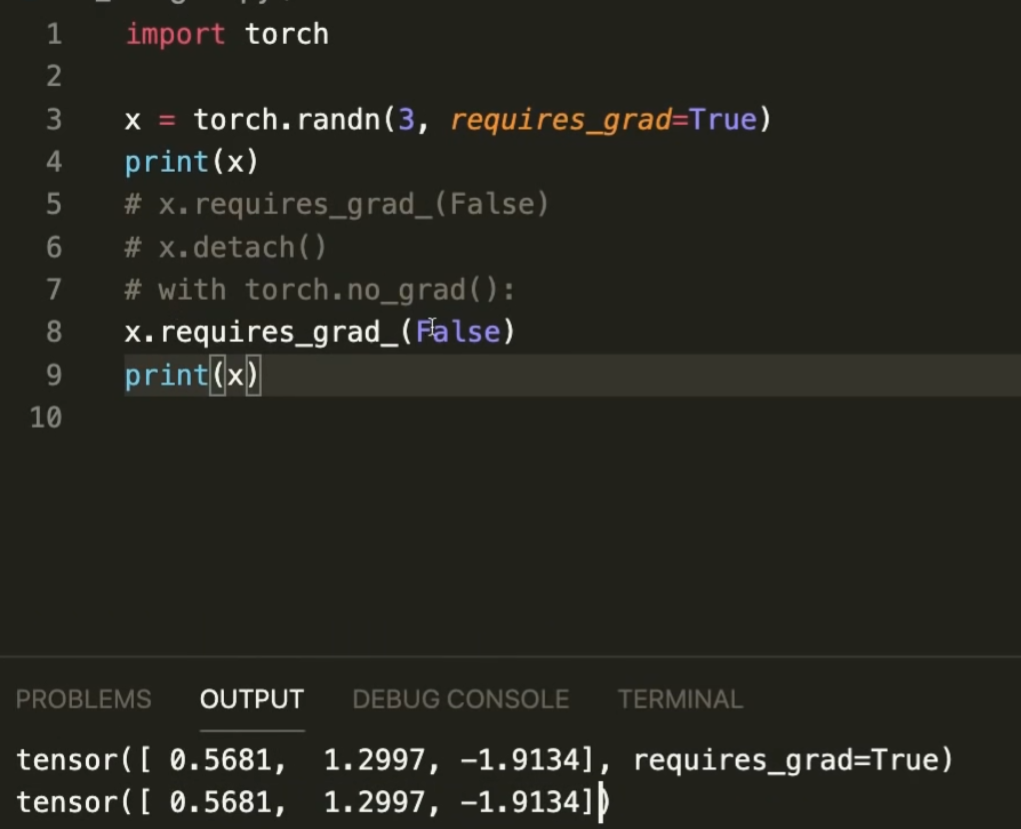 1 import torch
2
3 x = torch.randn(3, requires_grad=True)
4 print(x)
5 # x.requires_grad_(False)
6 # x.detach()
7 # with torch.no_grad():
8 x.requires_grad_(False)
9 print(x)
10
PROBLEMS OUTPUT DEBUG CONSOLE TERMINAL
tensor([ 0.5681,  1.2997, -1.9134], requires_grad=True)
tensor([ 0.5681,  1.2997, -1.9134])